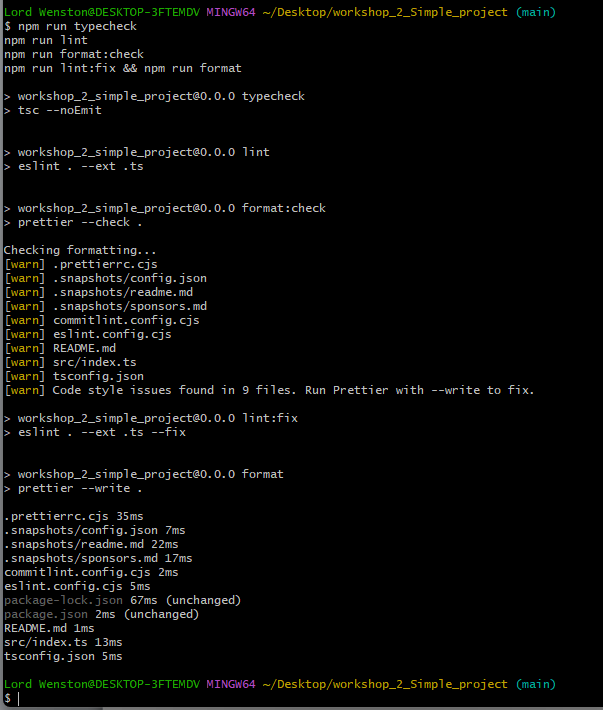 Lord Wenston@DESKTOP-3FTEMDV MINGW64 ~/Desktop/workshop_2_Simple_project (main)
$ npm run typecheck
npm run lint
npm run format:check
npm run lint:fix && npm run format

> workshop_2_simple_project@0.0.0 typecheck
> tsc --noEmit


> workshop_2_simple_project@0.0.0 lint
> eslint . --ext .ts


> workshop_2_simple_project@0.0.0 format:check
> prettier --check .

Checking formatting...
[warn] .prettierrc.cjs
[warn] .snapshots/config.json
[warn] .snapshots/readme.md
[warn] .snapshots/sponsors.md
[warn] commitlint.config.cjs
[warn] eslint.config.cjs
[warn] README.md
[warn] src/index.ts
[warn] tsconfig.json
[warn] Code style issues found in 9 files. Run Prettier with --write to fix.

> workshop_2_simple_project@0.0.0 lint:fix
> eslint . --ext .ts --fix


> workshop_2_simple_project@0.0.0 format
> prettier --write .

.prettierrc.cjs 35ms
.snapshots/config.json 7ms
.snapshots/readme.md 22ms
.snapshots/sponsors.md 17ms
commitlint.config.cjs 2ms
eslint.config.cjs 5ms
package-lock.json 67ms (unchanged)
package.json 2ms (unchanged)
README.md 1ms
src/index.ts 13ms
tsconfig.json 5ms

Lord Wenston@DESKTOP-3FTEMDV MINGW64 ~/Desktop/workshop_2_Simple_project (main)
$